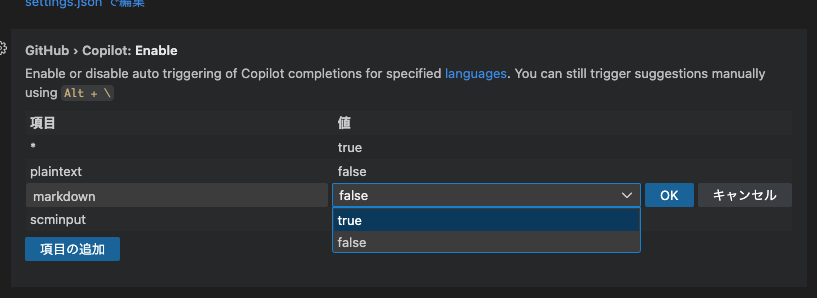 settings.json で編集
GitHub › Copilot: Enable
Enable or disable auto triggering of Copilot completions for specified languages. You can still trigger suggestions manually
using Alt + \
項目 値
* true
plaintext false
markdown false OK キャンセル
scminput
true
false
項目の追加